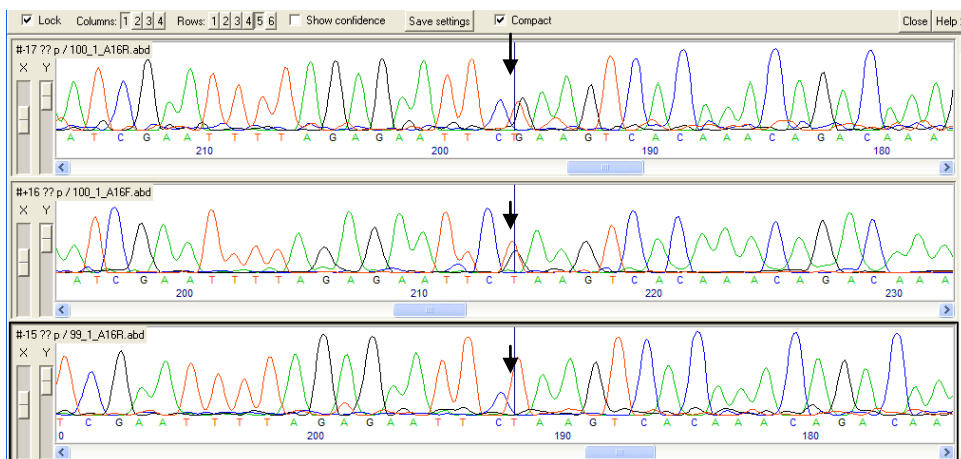 Lock Columns: 1 2 3 4 Rows: 1 2 3 4 5 6 Show confidence Save settings Compact Close Help
#-17 ?? p / 100_1_A16R.abd
X Y
A T C G A A T T T T A G A G A A T T C T G A A G T C A C A A A C A G A C A A A
210 200 190 180
#+16 ?? p / 100_1_A16F.abd
X Y
A T C G A A T T T T A G A G A A T T C T A A G T C A C A A A C A G A C A A A
200 210 220 230
#-15 ?? p / 99_1_A16R.abd
X Y
T C G A A T T T T A G A G A A T T C T A A G T C A C A A A C A G A C A A
0 200 190 180